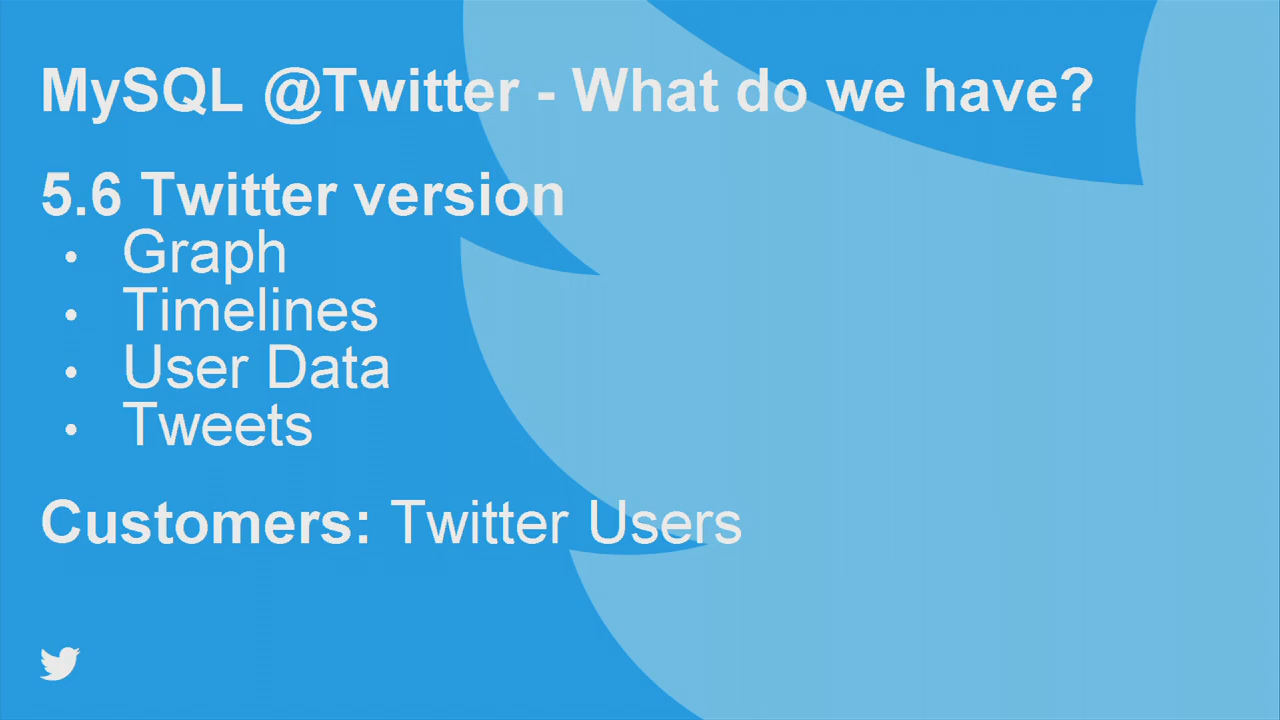 MySQL @Twitter - What do we have?
5.6 Twitter version
• Graph
• Timelines
• User Data
• Tweets
Customers: Twitter Users